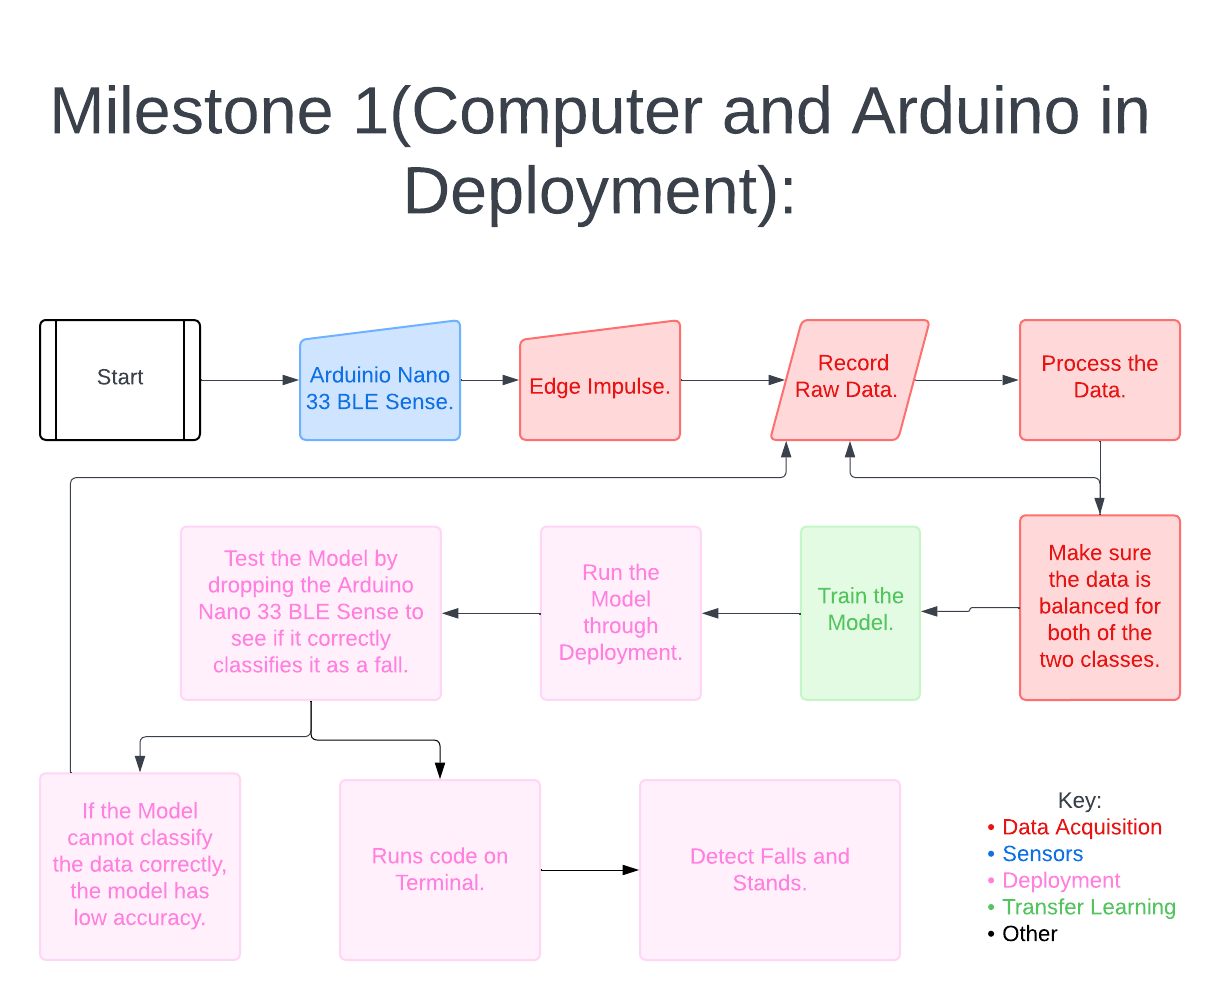 Milestone 1(Computer and Arduino in
Deployment):
Start
Arduinio Nano
33 BLE Sense.
Edge Impulse.
Record
Raw Data.
Process the
Data.
Make sure
the data is
balanced for
both of the
two classes.
Train the
Model.
Run the
Model
through
Deployment.
Test the Model by
dropping the Arduino
Nano 33 BLE Sense to
see if it correctly
classifies it as a fall.
If the Model
cannot classify
the data correctly,
the model has
low accuracy.
Runs code on
Terminal.
Detect Falls and
Stands.
Key:
• Data Acquisition
• Sensors
• Deployment
• Transfer Learning
• Other